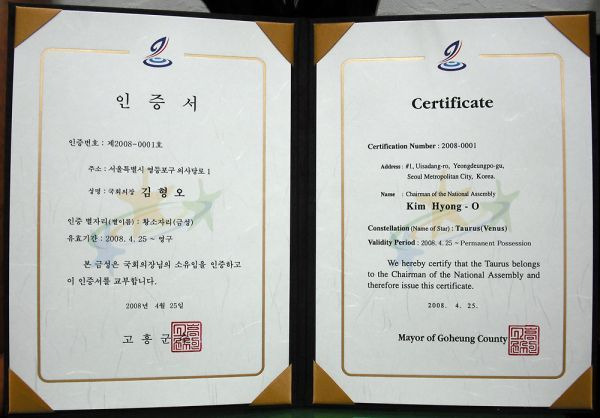 인 증 서
인증번호 : 제2008-0001호
주소 : 서울특별시 영등포구 의사당로 1
성명 : 국회의장 김 형 오
인증 별자리(별이름) : 황소자리(금성)
유효기간 : 2008. 4. 25 ~ 영구
본 금성은 국회의장님의 소유임을 인증하고
이 인증서를 교부합니다.
2008년 4월 25일
고 흥 군 수
Certificate
Certification Number : 2008-0001
Address : #1, Uisadang-ro, Yeongdeungpo-gu,
Seoul Metropolitan City, Korea.
Name : Chairman of the National Assembly
Kim Hyong - O
Constellation (Name of Star) : Taurus(Venus)
Validity Period : 2008. 4. 25 ~ Permanent Possession
We hereby certify that the Taurus belongs
to the Chairman of the National Assembly and
therefore issue this certificate.
2008. 4. 25.
Mayor of Goheung County